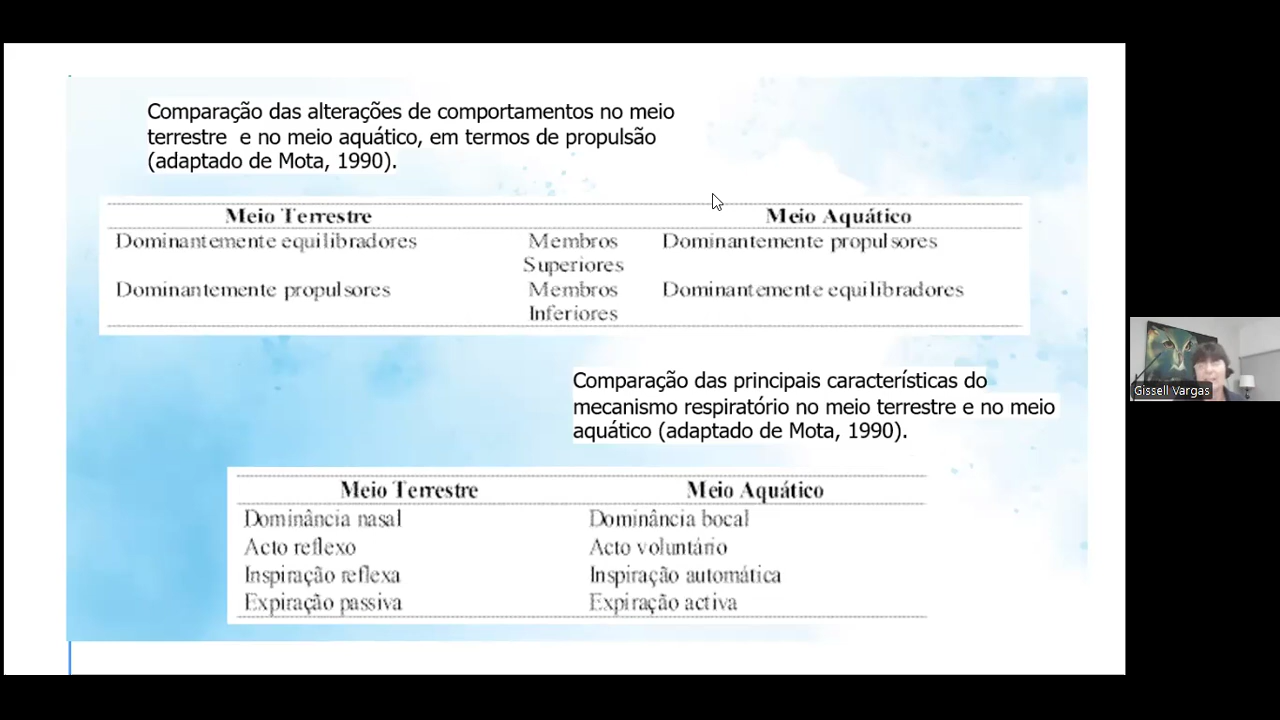 Comparação das alterações de comportamentos no meio
terrestre e no meio aquático, em termos de propulsão
(adaptado de Mota, 1990).
Meio Terrestre Meio Aquático
Dominantemente equilibradores Membros Dominantemente propulsores
Superiores
Dominantemente propulsores Membros Dominantemente equilibradores
Inferiores
Comparação das principais características do
mecanismo respiratório no meio terrestre e no meio
aquático (adaptado de Mota, 1990).
Meio Terrestre Meio Aquático
Dominância nasal Dominância bocal
Acto reflexo Acto voluntário
Inspiração reflexa Inspiração automática
Expiração passiva Expiração activa
Gissell Vargas